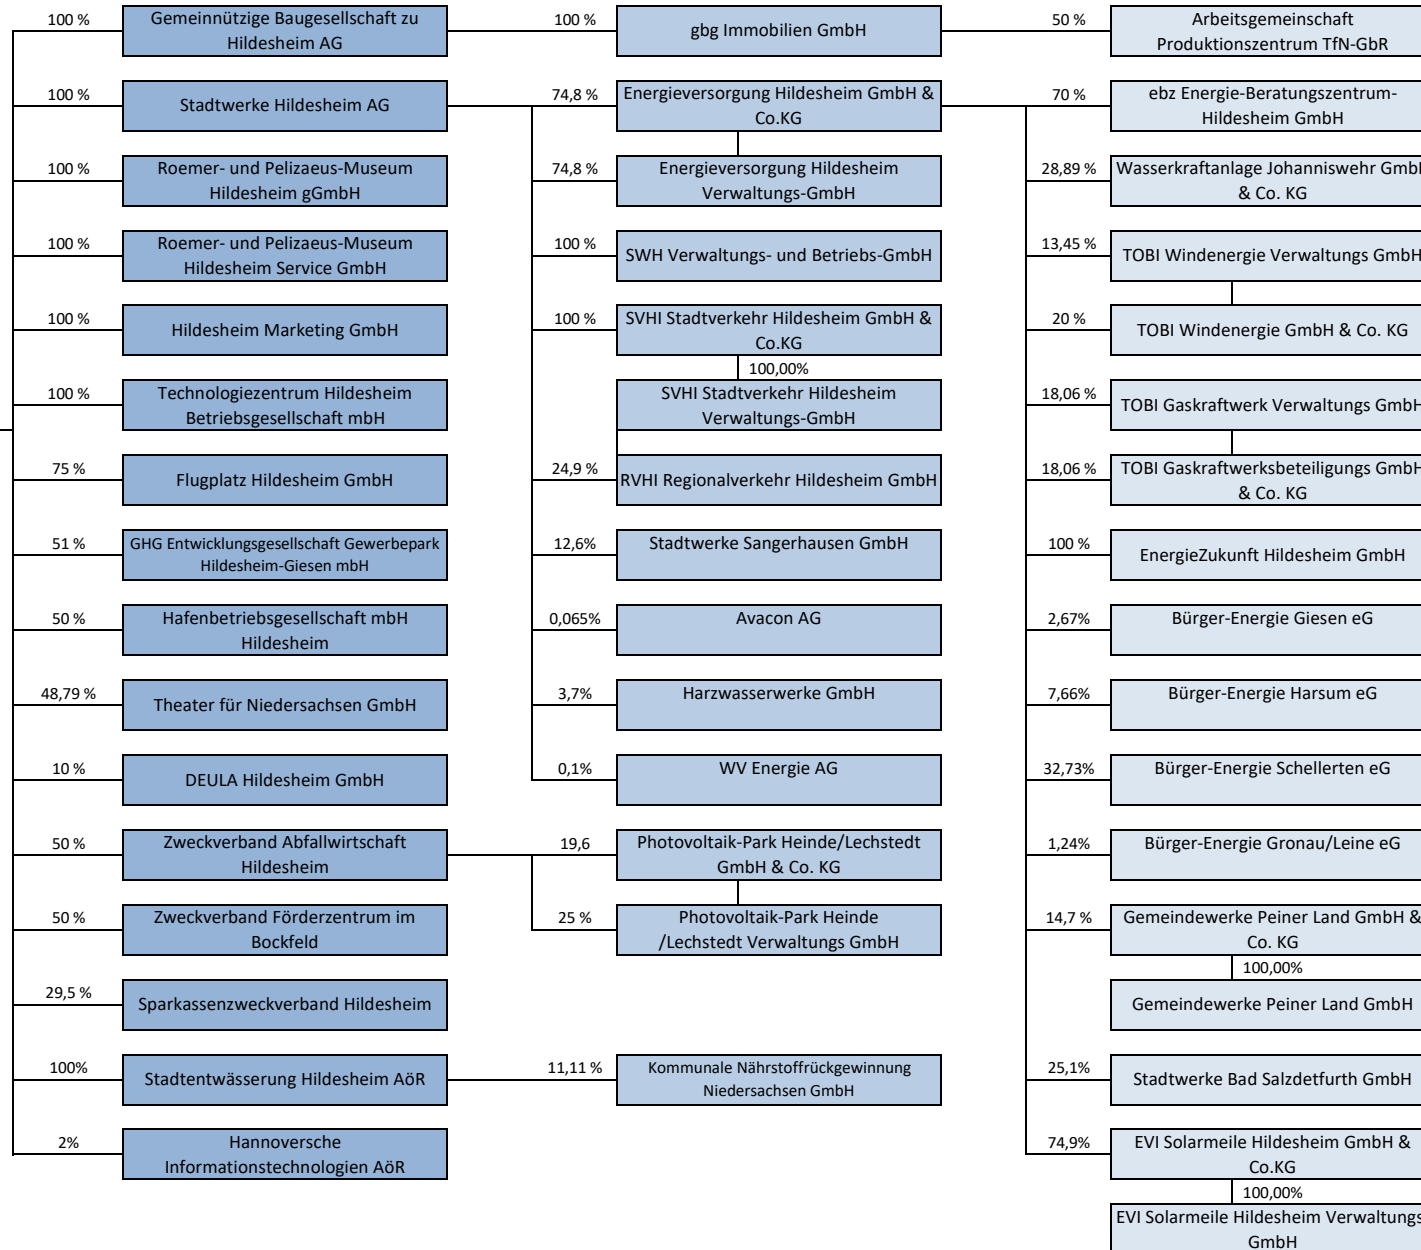 100 %
Gemeinnützige Baugesellschaft zu
Hildesheim AG
100 %
gbg Immobilien GmbH
50 %
Arbeitsgemeinschaft
Produktionszentrum TfN-GbR
100 %
Stadtwerke Hildesheim AG
74,8 %
Energieversorgung Hildesheim GmbH &
Co.KG
70 %
ebz Energie-Beratungszentrum-
Hildesheim GmbH
100 %
Roemer- und Pelizaeus-Museum
Hildesheim gGmbH
74,8 %
Energieversorgung Hildesheim
Verwaltungs-GmbH
28,89 %
Wasserkraftanlage Johanniswehr GmbH
& Co. KG
100 %
Roemer- und Pelizaeus-Museum
Hildesheim Service GmbH
100 %
SWH Verwaltungs- und Betriebs-GmbH
13,45 %
TOBI Windenergie Verwaltungs GmbH
100 %
Hildesheim Marketing GmbH
100 %
SVHI Stadtverkehr Hildesheim GmbH &
Co.KG
20 %
TOBI Windenergie GmbH & Co. KG
100,00%
100 %
Technologiezentrum Hildesheim
Betriebsgesellschaft mbH
SVHI Stadtverkehr Hildesheim
Verwaltungs-GmbH
18,06 %
TOBI Gaskraftwerk Verwaltungs GmbH
75 %
Flugplatz Hildesheim GmbH
24,9 %
RVHI Regionalverkehr Hildesheim GmbH
18,06 %
TOBI Gaskraftwerksbeteiligungs GmbH
& Co. KG
51 %
GHG Entwicklungsgesellschaft Gewerbepark
Hildesheim-Giesen mbH
12,6%
Stadtwerke Sangerhausen GmbH
100 %
EnergieZukunft Hildesheim GmbH
50 %
Hafenbetriebsgesellschaft mbH
Hildesheim
0,065%
Avacon AG
2,67%
Bürger-Energie Giesen eG
48,79 %
Theater für Niedersachsen GmbH
3,7%
Harzwasserwerke GmbH
7,66%
Bürger-Energie Harsum eG
10 %
DEULA Hildesheim GmbH
0,1%
WV Energie AG
32,73%
Bürger-Energie Schellerten eG
50 %
Zweckverband Abfallwirtschaft
Hildesheim
19,6
Photovoltaik-Park Heinde/Lechstedt
GmbH & Co. KG
1,24%
Bürger-Energie Gronau/Leine eG
50 %
Zweckverband Förderzentrum im
Bockfeld
25 %
Photovoltaik-Park Heinde
/Lechstedt Verwaltungs GmbH
14,7 %
Gemeindewerke Peiner Land GmbH &
Co. KG
100,00%
29,5 %
Sparkassenzweckverband Hildesheim
Gemeindewerke Peiner Land GmbH
100%
Stadtentwässerung Hildesheim AöR
11,11 %
Kommunale Nährstoffrückgewinnung
Niedersachsen GmbH
25,1%
Stadtwerke Bad Salzdetfurth GmbH
2%
Hannoversche
Informationstechnologien AöR
74,9%
EVI Solarmeile Hildesheim GmbH &
Co.KG
100,00%
EVI Solarmeile Hildesheim Verwaltungs
GmbH